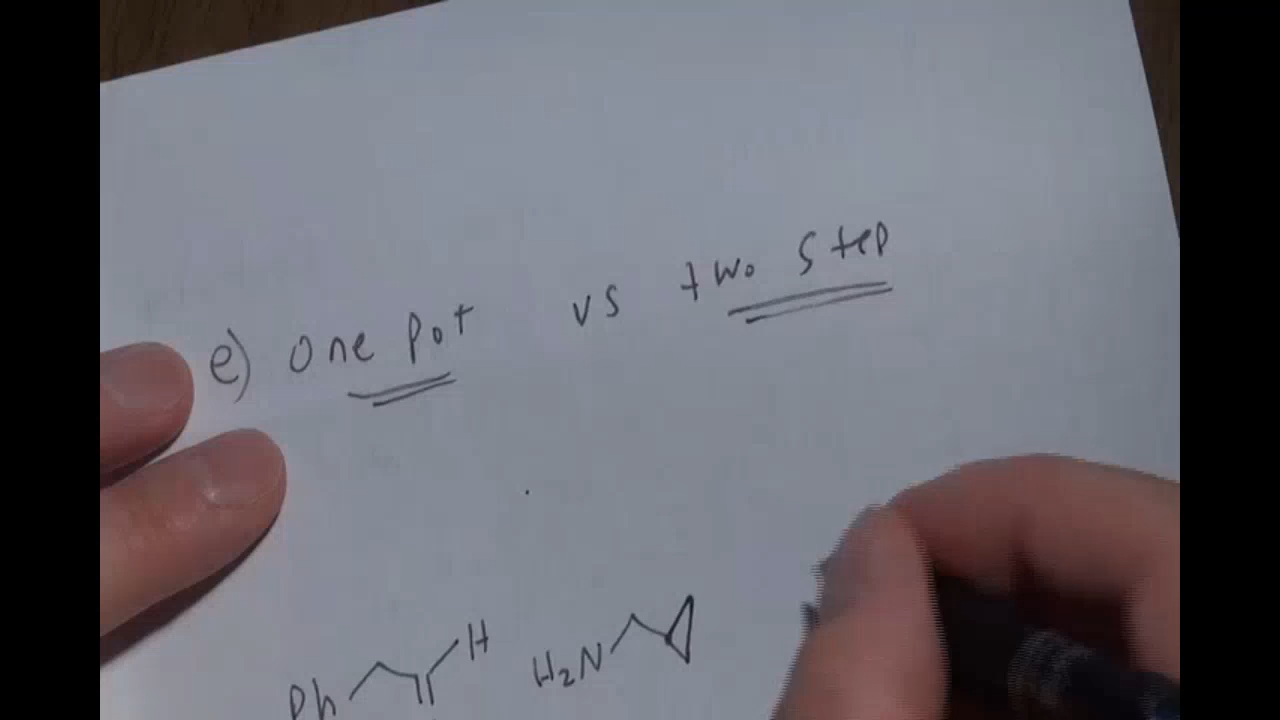 e) One Pot vs two step
Ph H H₂N